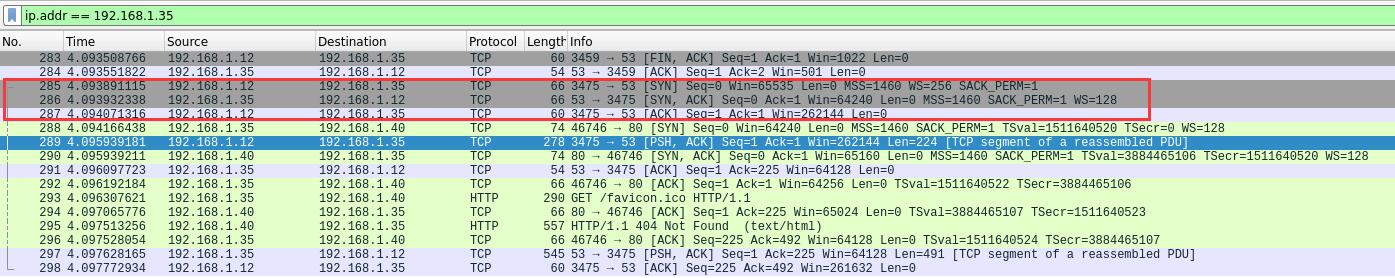 ip.addr == 192.168.1.35
No. Time Source Destination Protocol Length Info
283 4.093508766 192.168.1.12 192.168.1.35 TCP 60 3459 → 53 [FIN, ACK] Seq=1 Ack=1 Win=1022 Len=0
284 4.093551822 192.168.1.35 192.168.1.12 TCP 54 53 → 3459 [ACK] Seq=1 Ack=2 Win=501 Len=0
285 4.093891115 192.168.1.12 192.168.1.35 TCP 66 3475 → 53 [SYN] Seq=0 Win=65535 Len=0 MSS=1460 WS=256 SACK_PERM=1
286 4.093932338 192.168.1.35 192.168.1.12 TCP 66 53 → 3475 [SYN, ACK] Seq=0 Ack=1 Win=64240 Len=0 MSS=1460 SACK_PERM=1 WS=128
287 4.094071316 192.168.1.12 192.168.1.35 TCP 60 3475 → 53 [ACK] Seq=1 Ack=1 Win=262144 Len=0
288 4.094166438 192.168.1.35 192.168.1.40 TCP 74 46746 → 80 [SYN] Seq=0 Win=64240 Len=0 MSS=1460 SACK_PERM=1 TSval=1511640520 TSecr=0 WS=128
289 4.095939181 192.168.1.12 192.168.1.35 TCP 278 3475 → 53 [PSH, ACK] Seq=1 Ack=1 Win=262144 Len=224 [TCP segment of a reassembled PDU]
290 4.095939211 192.168.1.40 192.168.1.35 TCP 74 80 → 46746 [SYN, ACK] Seq=0 Ack=1 Win=65160 Len=0 MSS=1460 SACK_PERM=1 TSval=3884465106 TSecr=1511640520 WS=128
291 4.096097723 192.168.1.35 192.168.1.12 TCP 54 53 → 3475 [ACK] Seq=1 Ack=225 Win=64128 Len=0
292 4.096192184 192.168.1.35 192.168.1.40 TCP 66 46746 → 80 [ACK] Seq=1 Ack=1 Win=64256 Len=0 TSval=1511640522 TSecr=3884465106
293 4.096307621 192.168.1.35 192.168.1.40 HTTP 290 GET /favicon.ico HTTP/1.1
294 4.097065776 192.168.1.40 192.168.1.35 TCP 66 80 → 46746 [ACK] Seq=1 Ack=225 Win=65024 Len=0 TSval=3884465107 TSecr=1511640523
295 4.097513256 192.168.1.40 192.168.1.35 HTTP 557 HTTP/1.1 404 Not Found (text/html)
296 4.097528054 192.168.1.35 192.168.1.40 TCP 66 46746 → 80 [ACK] Seq=225 Ack=492 Win=64128 Len=0 TSval=1511640524 TSecr=3884465107
297 4.097628165 192.168.1.35 192.168.1.12 TCP 545 53 → 3475 [PSH, ACK] Seq=1 Ack=225 Win=64128 Len=491 [TCP segment of a reassembled PDU]
298 4.097772934 192.168.1.12 192.168.1.35 TCP 60 3475 → 53 [ACK] Seq=225 Ack=492 Win=261632 Len=0